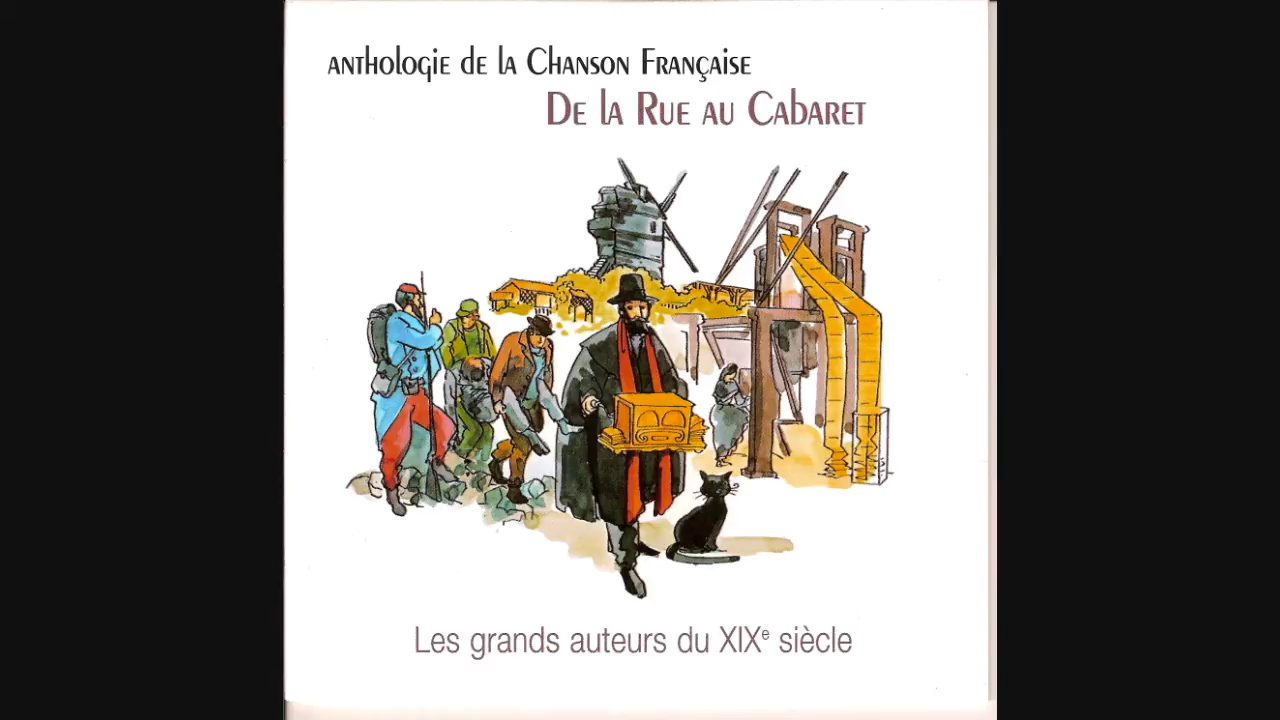 anthologie de la Chanson Française
De la Rue au Cabaret
Les grands auteurs du XIXe siècle